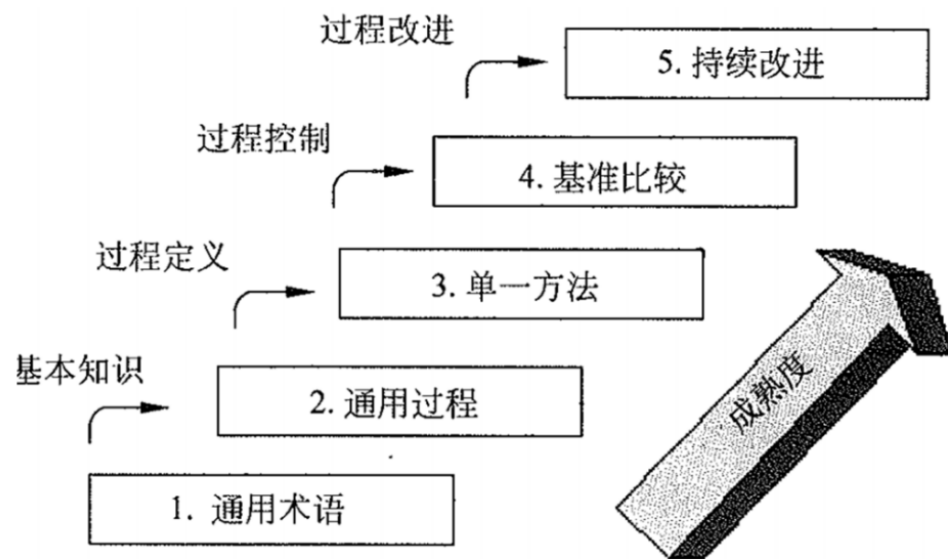 过程改进
5. 持续改进
过程控制
4. 基准比较
过程定义
3. 单一方法
基本知识
2. 通用过程
成熟度
1. 通用术语